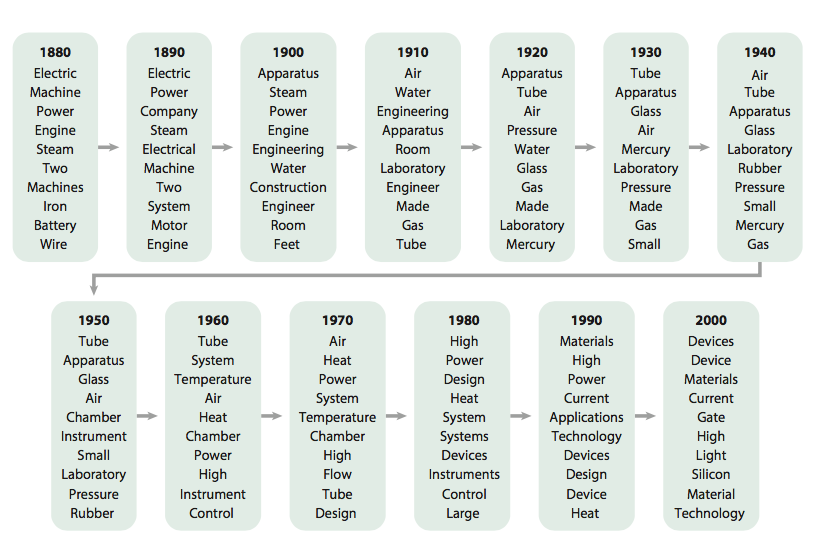 1880
Electric
Machine
Power
Engine
Steam
Two
Machines
Iron
Battery
Wire
1890
Electric
Power
Company
Steam
Electrical
Machine
Two
System
Motor
Engine
1900
Apparatus
Steam
Power
Engine
Engineering
Water
Construction
Engineer
Room
Feet
1910
Air
Water
Engineering
Apparatus
Room
Laboratory
Engineer
Made
Gas
Tube
1920
Apparatus
Tube
Air
Pressure
Water
Glass
Gas
Made
Laboratory
Mercury
1930
Tube
Apparatus
Glass
Air
Mercury
Laboratory
Pressure
Made
Gas
Small
1940
Air
Tube
Apparatus
Glass
Laboratory
Rubber
Pressure
Small
Mercury
Gas
1950
Tube
Apparatus
Glass
Air
Chamber
Instrument
Small
Laboratory
Pressure
Rubber
1960
Tube
System
Temperature
Air
Heat
Chamber
Power
High
Instrument
Control
1970
Air
Heat
Power
System
Temperature
Chamber
High
Flow
Tube
Design
1980
High
Power
Design
Heat
System
Systems
Devices
Instruments
Control
Large
1990
Materials
High
Power
Current
Applications
Technology
Devices
Design
Device
Heat
2000
Devices
Device
Materials
Current
Gate
High
Light
Silicon
Material
Technology